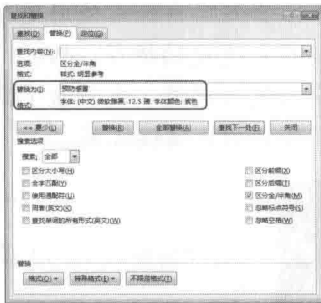 查找和替换
查找(D) 替换(P) 定位(G)
查找内容(N):
选项: 区分全/半角
格式: 样式: 明显参考
替换为(I): 预防感冒
格式: 字体: (中文) 微软雅黑, 12.5 磅, 字体颜色: 紫色
<< 更少(L) 替换(R) 全部替换(A) 查找下一处(F) 关闭
搜索选项
搜索: 全部
区分大小写(H) 区分前缀(X)
全字匹配(Y) 区分后缀(T)
使用通配符(U) 区分全/半角(M)
同音(英文)(K) 忽略标点符号(S)
查找单词的所有形式(英文)(W) 忽略空格(W)
替换
格式(O) 特殊格式(E) 不限定格式(T)